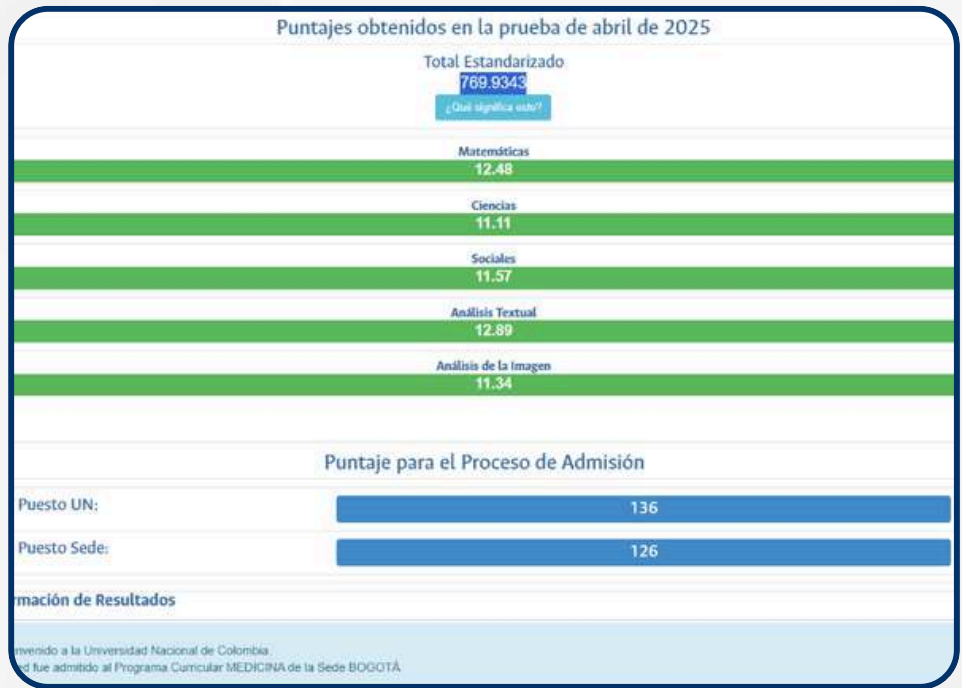 Puntajes obtenidos en la prueba de abril de 2025
Total Estandarizado
769.9343
¿Qué significa esto?
Matemáticas
12.48
Ciencias
11.11
Sociales
11.57
Análisis Textual
12.89
Análisis de la Imagen
11.34
Puntaje para el Proceso de Admisión
Puesto UN: 136
Puesto Sede: 126
rmación de Resultados
nvenido a la Universidad Nacional de Colombia
ed fue admitido al Programa Curricular MEDICINA de la Sede BOGOTÁ